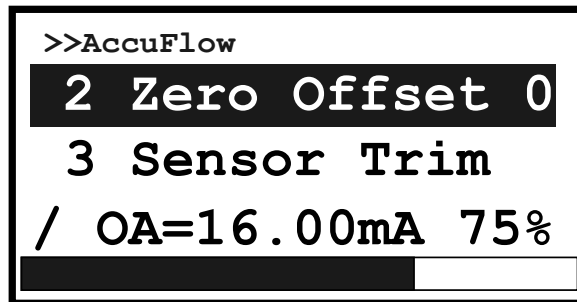 >>AccuFlow
2 Zero Offset 0
3 Sensor Trim
/ OA=16.00mA 75%